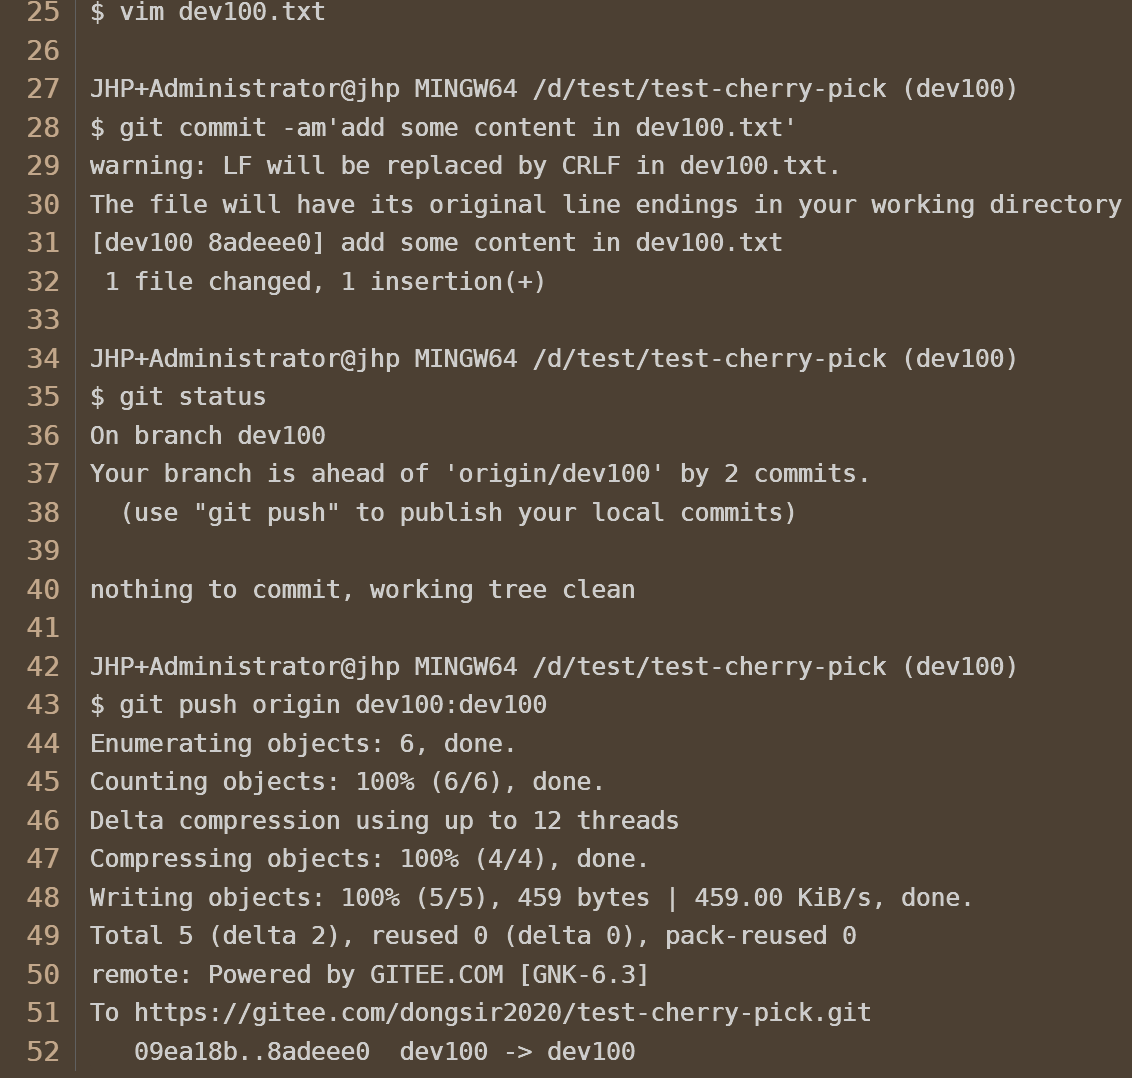 25 $ vim dev100.txt
26
27 JHP+Administrator@jhp MINGW64 /d/test/test-cherry-pick (dev100)
28 $ git commit -am'add some content in dev100.txt'
29 warning: LF will be replaced by CRLF in dev100.txt.
30 The file will have its original line endings in your working directory
31 [dev100 8adeee0] add some content in dev100.txt
32  1 file changed, 1 insertion(+)
33
34 JHP+Administrator@jhp MINGW64 /d/test/test-cherry-pick (dev100)
35 $ git status
36 On branch dev100
37 Your branch is ahead of 'origin/dev100' by 2 commits.
38   (use "git push" to publish your local commits)
39
40 nothing to commit, working tree clean
41
42 JHP+Administrator@jhp MINGW64 /d/test/test-cherry-pick (dev100)
43 $ git push origin dev100:dev100
44 Enumerating objects: 6, done.
45 Counting objects: 100% (6/6), done.
46 Delta compression using up to 12 threads
47 Compressing objects: 100% (4/4), done.
48 Writing objects: 100% (5/5), 459 bytes | 459.00 KiB/s, done.
49 Total 5 (delta 2), reused 0 (delta 0), pack-reused 0
50 remote: Powered by GITEE.COM [GNK-6.3]
51 To https://gitee.com/dongsir2020/test-cherry-pick.git
52    09ea18b..8adeee0  dev100 -> dev100